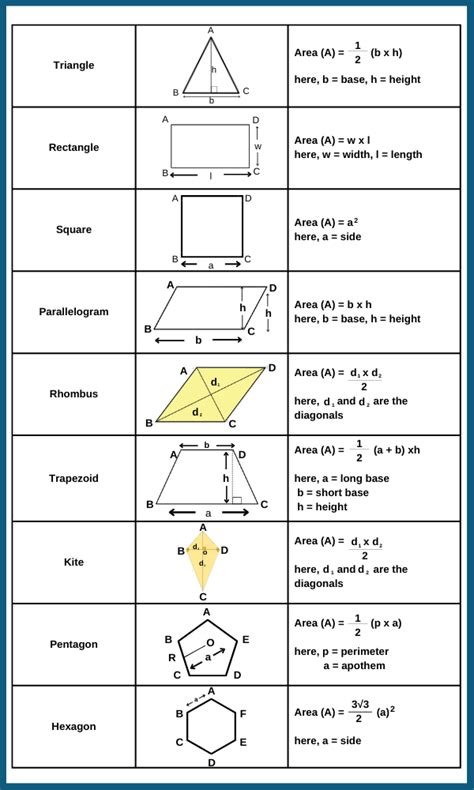 Triangle
A
h
B
C
b
Area (A) = 1/2 (b x h)
here, b = base, h = height
Rectangle
A
D
w
B
C
l
Area (A) = w x l
here, w = width, l = length
Square
A
D
B
C
a
Area (A) = a²
here, a = side
Parallelogram
A
D
h
h
B
C
b
Area (A) = b x h
here, b = base, h = height
Rhombus
A
D
d₁
d₂
B
C
Area (A) = d₁ x d₂ / 2
here, d₁ and d₂ are the
diagonals
Trapezoid
b
A
D
h
B
C
a
Area (A) = 1/2 (a + b) xh
here, a = long base
b = short base
h = height
Kite
A
B
D
o
C
Area (A) = d₁ x d₂ / 2
here, d₁ and d₂ are the
diagonals
Pentagon
A
B
E
O
R
a
C
D
Area (A) = 1/2 (p x a)
here, p = perimeter
a = apothem
Hexagon
a
A
B
F
C
E
D
Area (A) = 3√3/2 (a)²
here, a = side